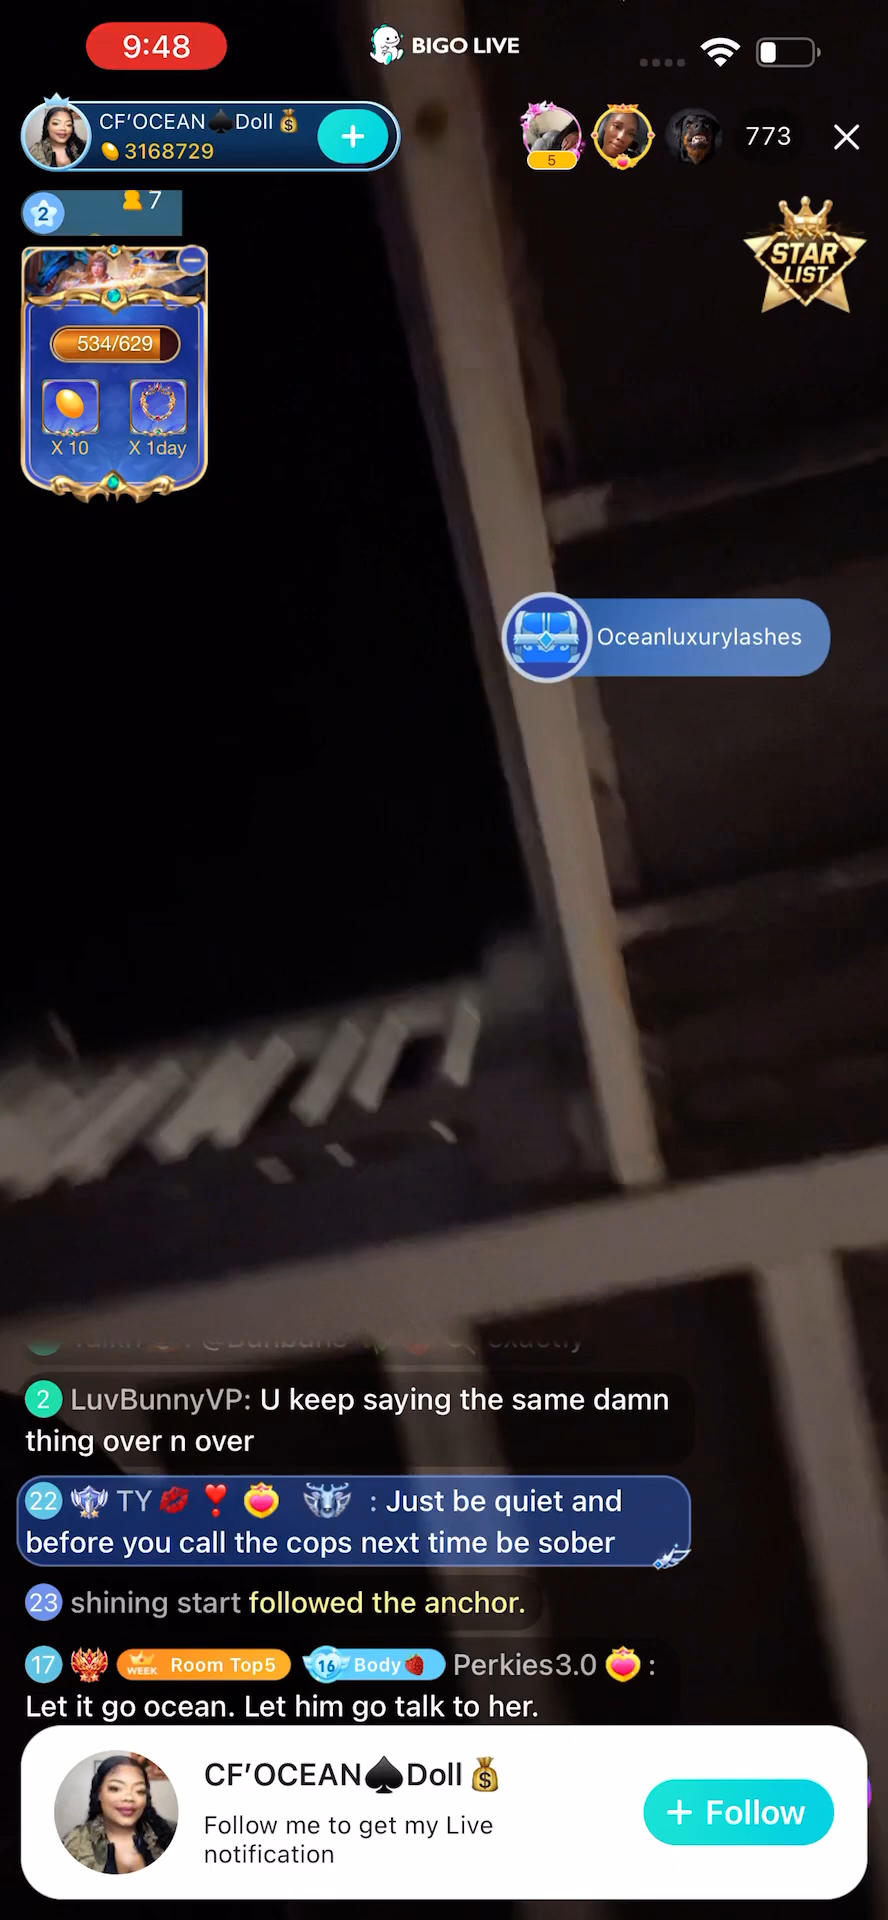 9:48
BIGO LIVE
CF'OCEAN♠️Doll💰
3168729
5
773
2
7
STAR
LIST
534/629
X 10
X 1day
Oceanluxurylashes
exactly
2 LuvBunnyVP: U keep saying the same damn
thing over n over
22 TY💋❣️ : Just be quiet and
before you call the cops next time be sober
23 shining start followed the anchor.
17 WEEK Room Top5 16 Body🍓 Perkies3.0 :
Let it go ocean. Let him go talk to her.
CF'OCEAN♠️Doll💰
Follow me to get my Live
notification
+ Follow